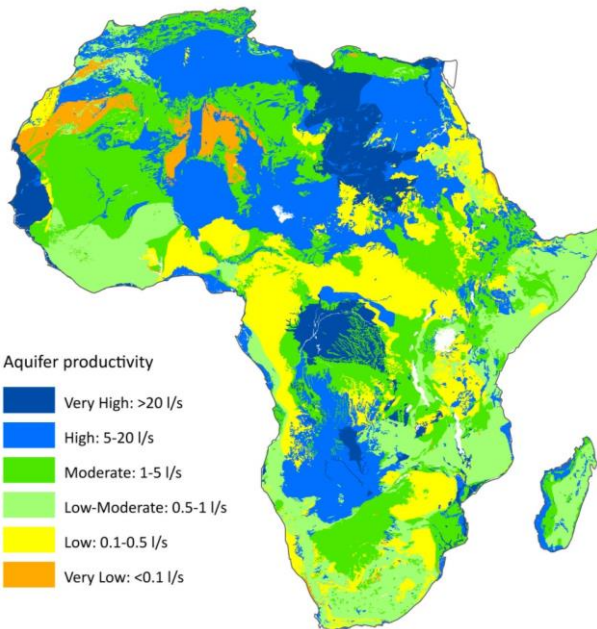 Aquifer productivity
Very High: >20 l/s
High: 5-20 l/s
Moderate: 1-5 l/s
Low-Moderate: 0.5-1 l/s
Low: 0.1-0.5 l/s
Very Low: <0.1 l/s